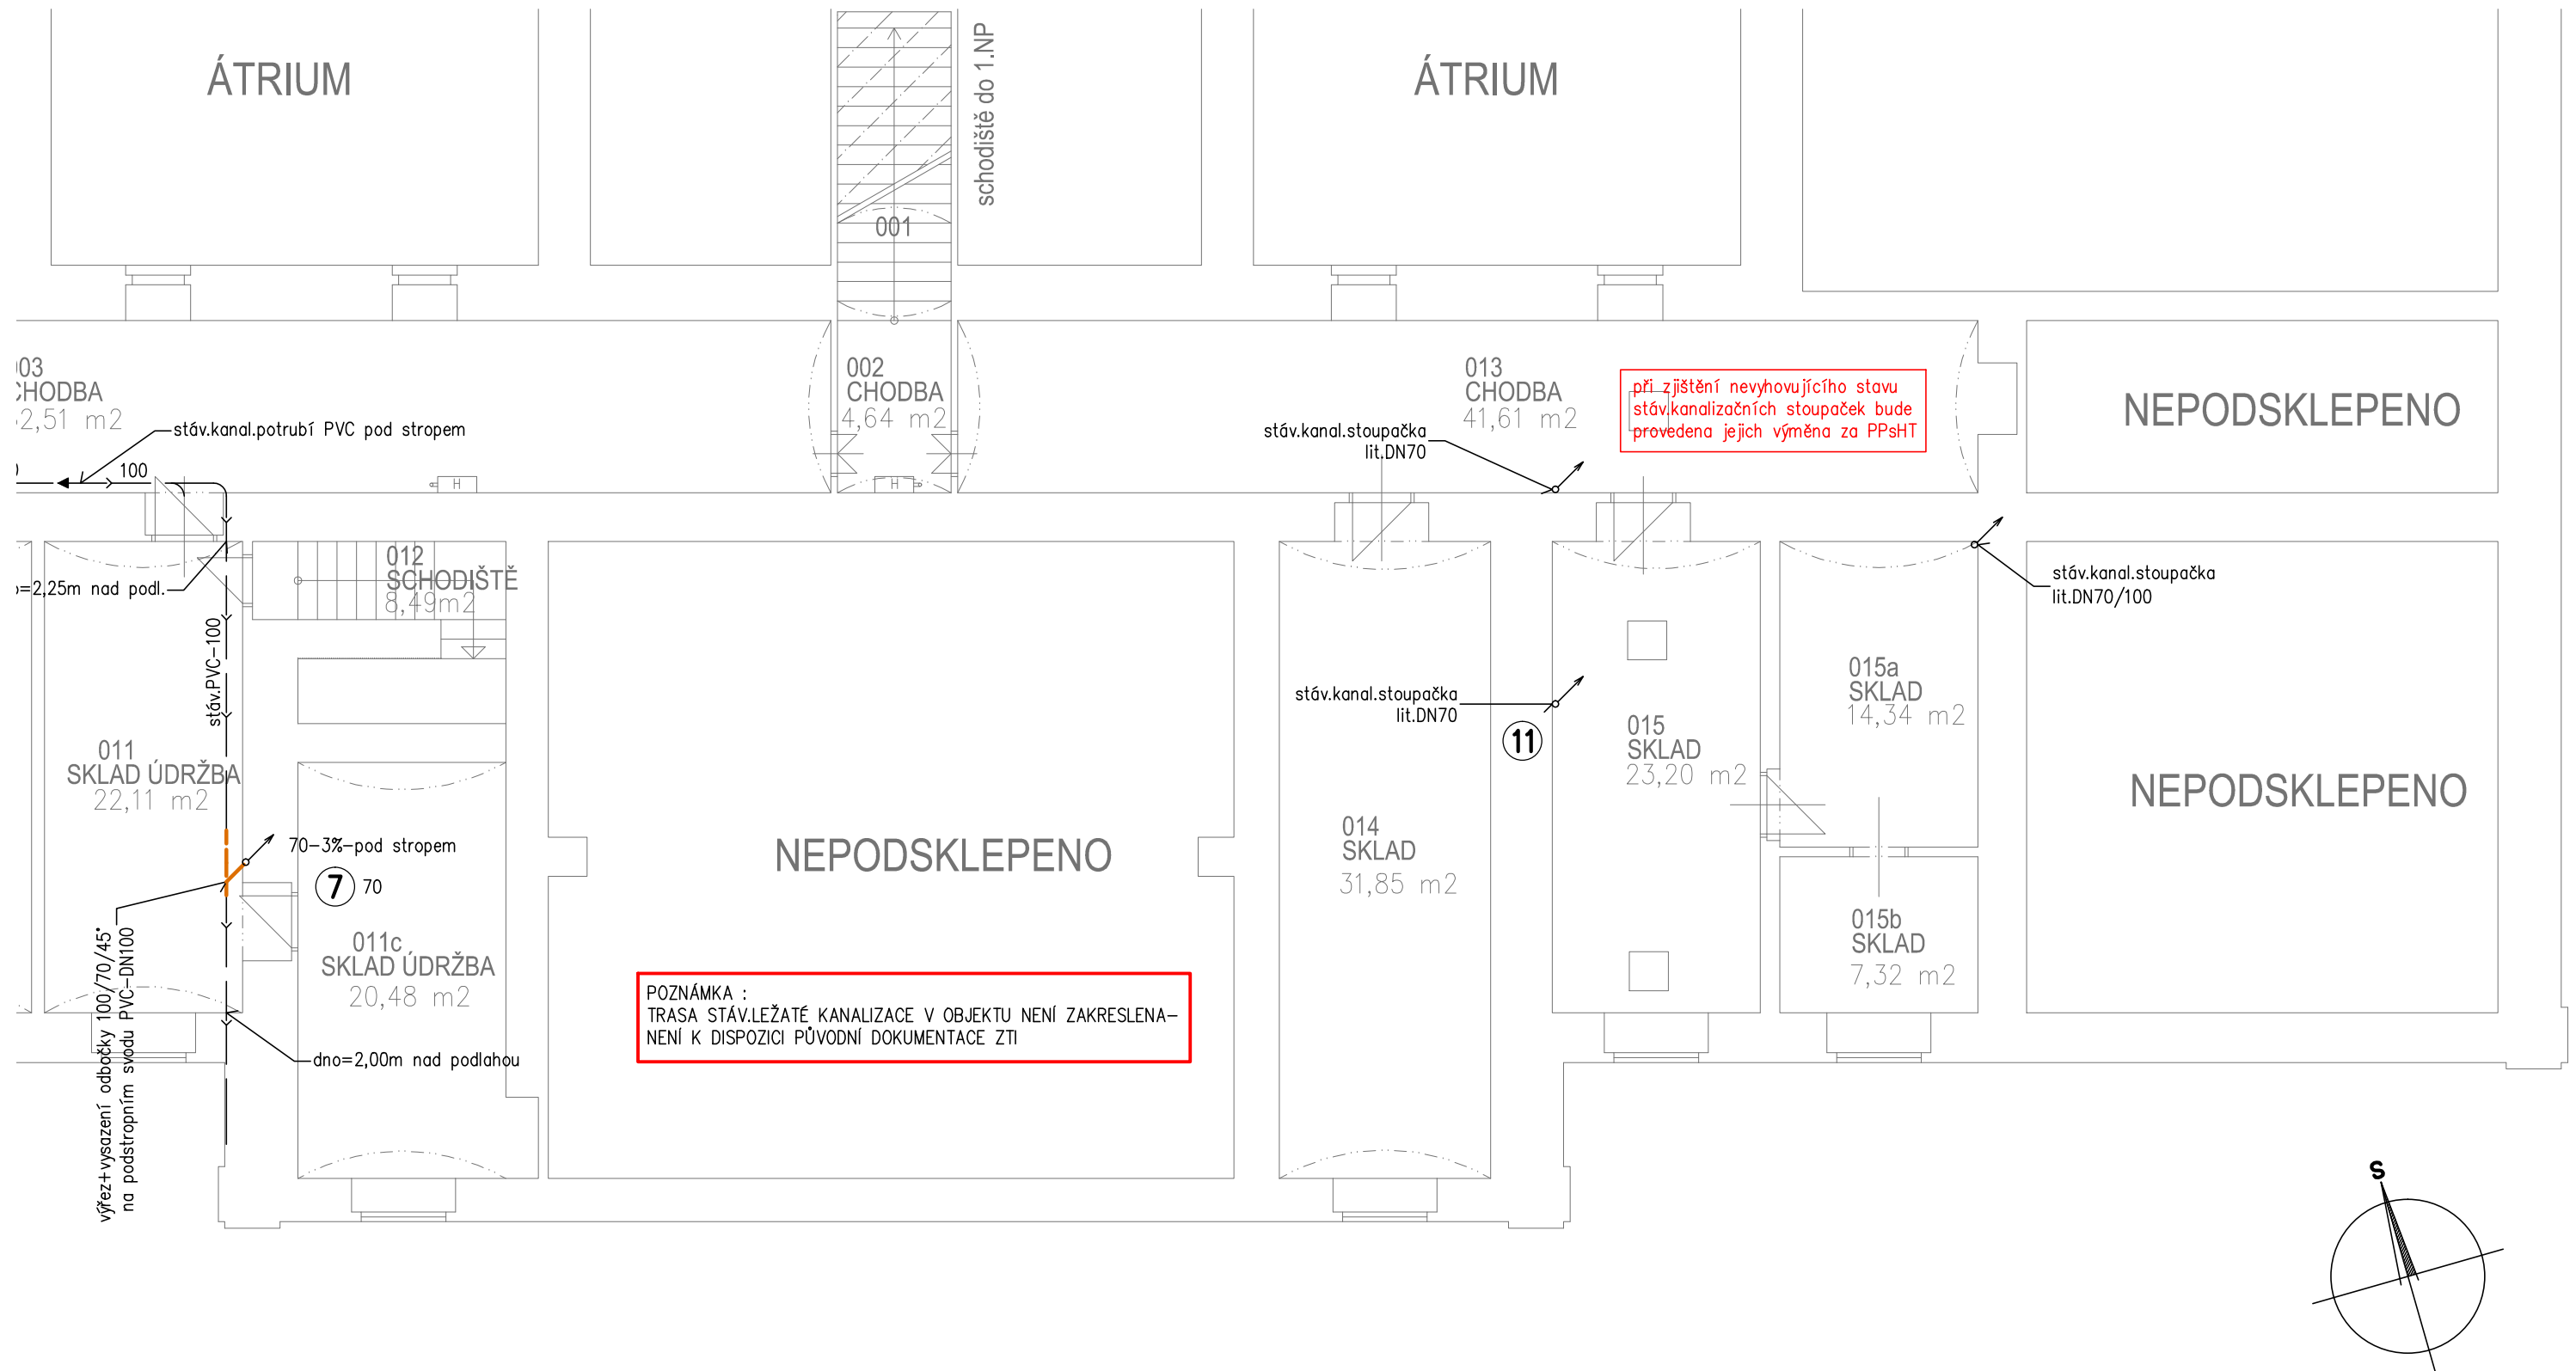 ÁTRIUM
schodiště do 1.NP
ÁTRIUM
001
03
CHODBA
2,51 m2
002
CHODBA
4,64 m2
013
CHODBA
41,61 m2
při zjištění nevyhovujícího stavu
stáv.kanalizačních stoupaček bude
provedena jejich výměna za PPsHT
NEPODSKLEPENO
stáv.kanal.potrubí PVC pod stropem
100
stáv.kanal.stoupačka
lit.DN70
H
H
012
SCHODIŠTĚ
8,49m2
=2,25m nad podl.
stáv.PVC-100
stáv.kanal.stoupačka
lit.DN70/100
stáv.kanal.stoupačka
lit.DN70
11
015a
SKLAD
14,34 m2
015
SKLAD
23,20 m2
011
SKLAD ÚDRŽBA
22,11 m2
NEPODSKLEPENO
NEPODSKLEPENO
014
SKLAD
31,85 m2
70-3%-pod stropem
7
70
011c
SKLAD ÚDRŽBA
20,48 m2
015b
SKLAD
7,32 m2
POZNÁMKA :
TRASA STÁV.LEŽATÉ KANALIZACE V OBJEKTU NENÍ ZAKRESLENA-
NENÍ K DISPOZICI PŮVODNÍ DOKUMENTACE ZTI
dno=2,00m nad podlahou
výřez+vysazení odbočky 100/70/45°
na podstropním svodu PVC-DN100
S